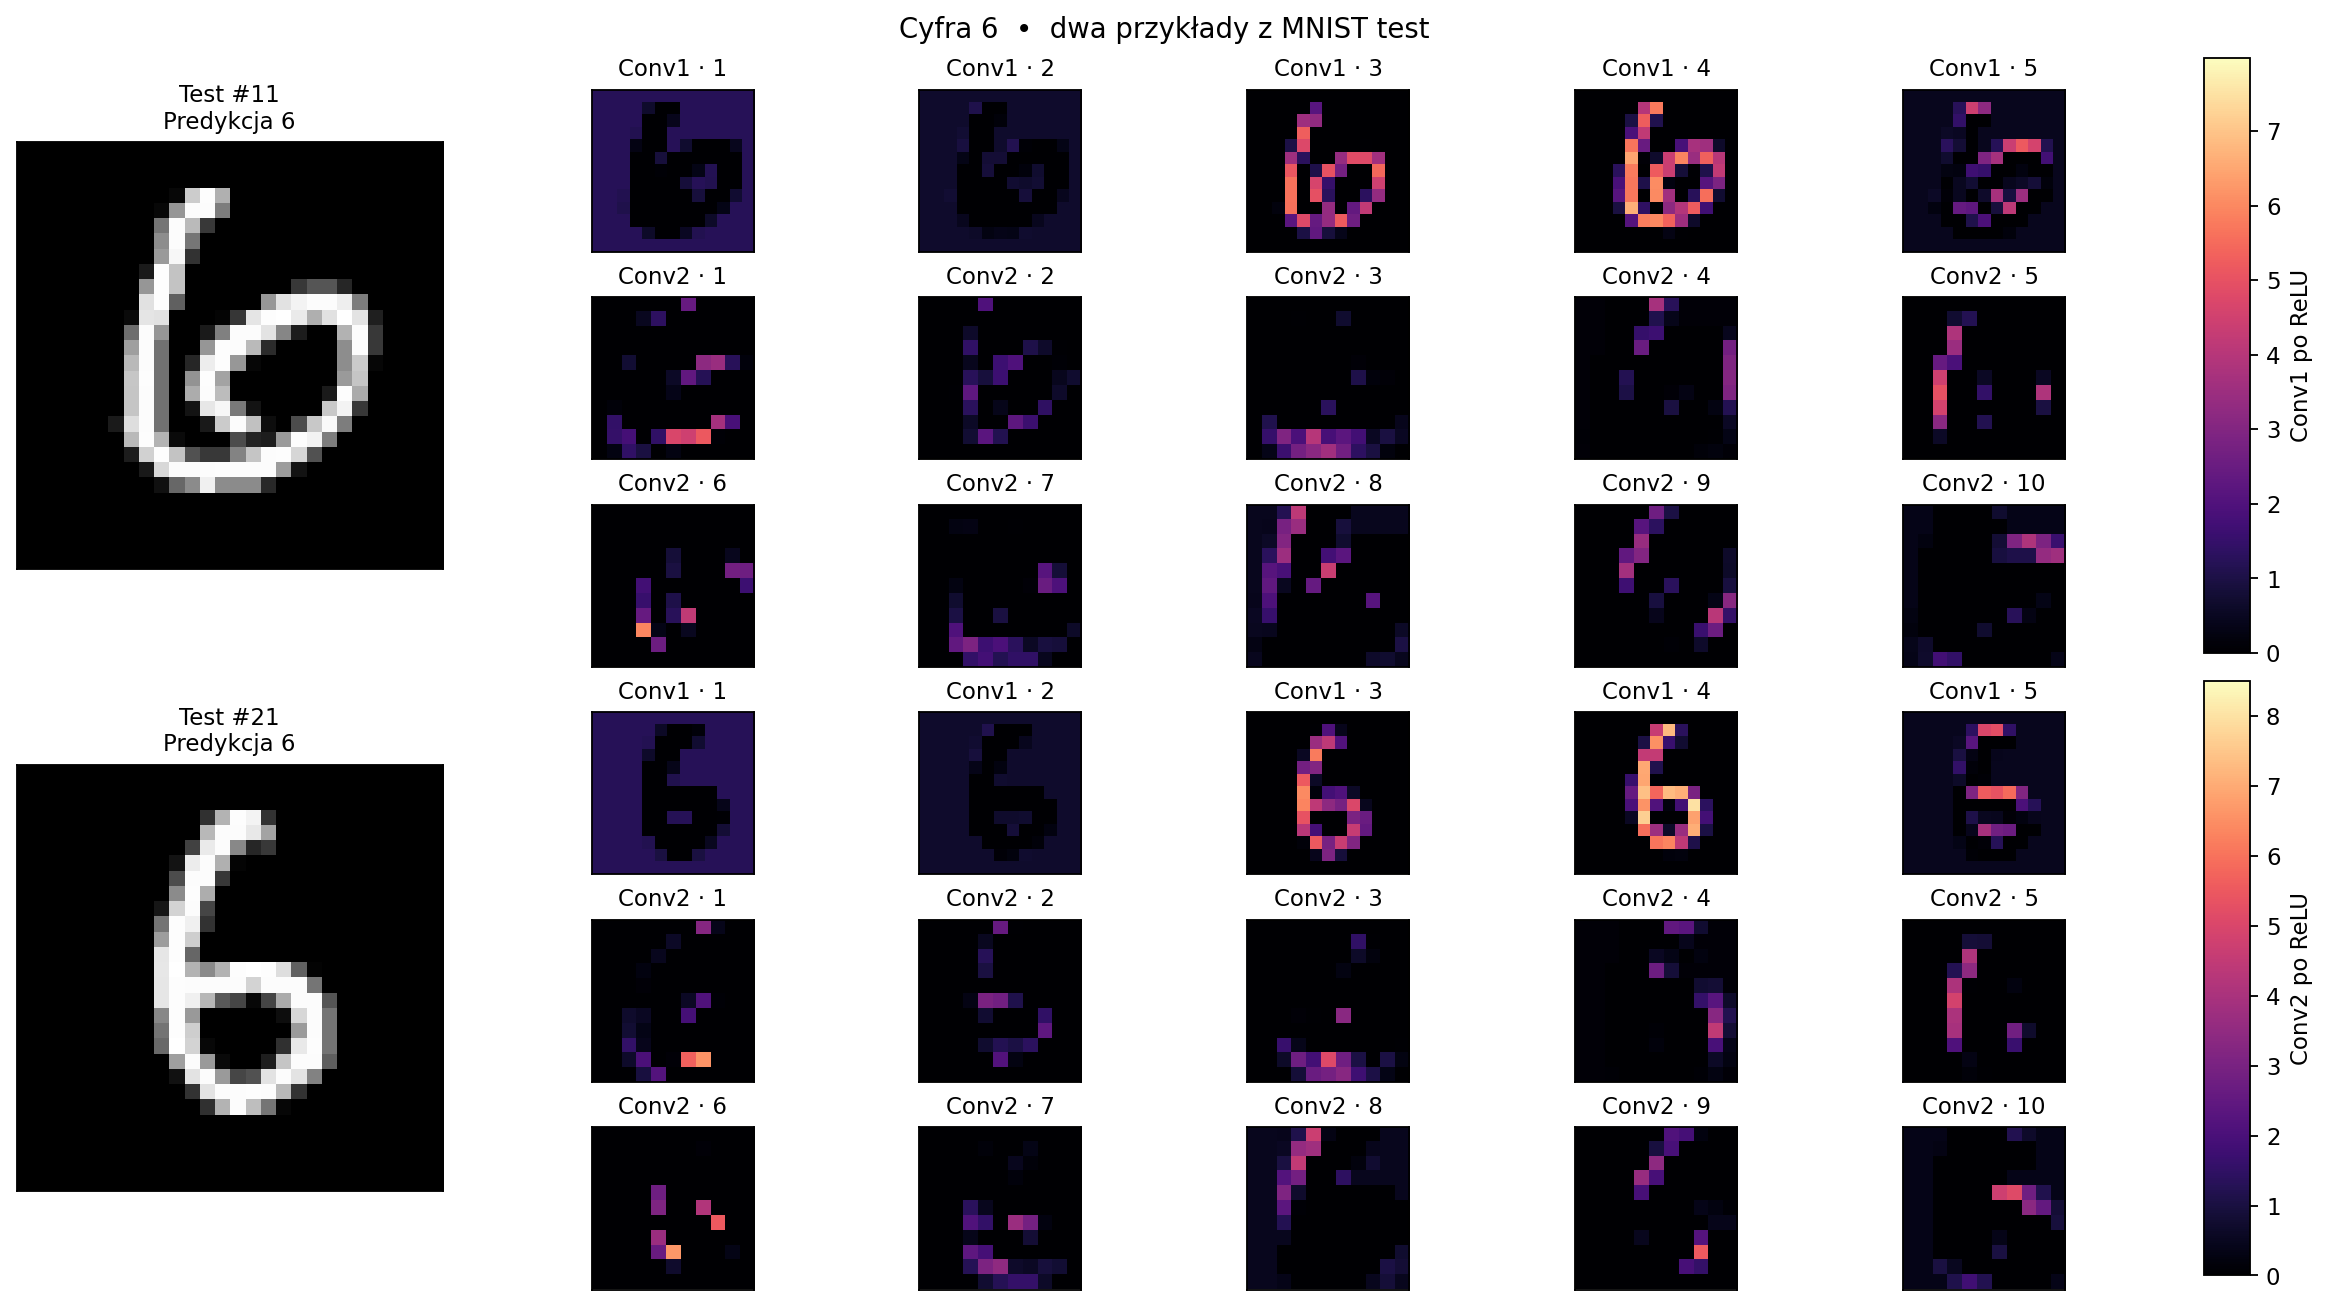 Cyfra 6 • dwa przykłady z MNIST test
Test #11
Predykcja 6
Conv1 · 1
Conv1 · 2
Conv1 · 3
Conv1 · 4
Conv1 · 5
Conv2 · 1
Conv2 · 2
Conv2 · 3
Conv2 · 4
Conv2 · 5
Conv2 · 6
Conv2 · 7
Conv2 · 8
Conv2 · 9
Conv2 · 10
7
6
5
4
3
2
1
0
Conv1 po ReLU
Test #21
Predykcja 6
Conv1 · 1
Conv1 · 2
Conv1 · 3
Conv1 · 4
Conv1 · 5
Conv2 · 1
Conv2 · 2
Conv2 · 3
Conv2 · 4
Conv2 · 5
Conv2 · 6
Conv2 · 7
Conv2 · 8
Conv2 · 9
Conv2 · 10
8
7
6
5
4
3
2
1
0
Conv2 po ReLU